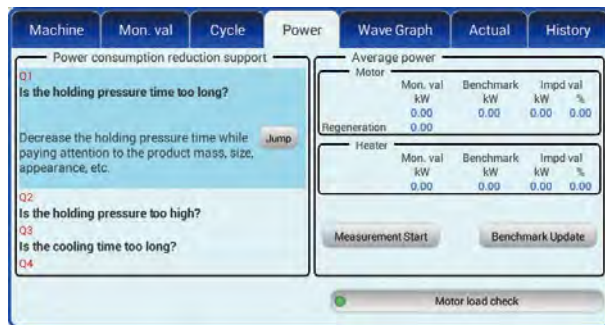 Machine
Mon. val
Cycle
Power
Wave Graph
Actual
History
Power consumption reduction support
Q1
Is the holding pressure time too long?
Decrease the holding pressure time while
paying attention to the product mass, size,
appearance, etc.
Jump
Q2
Is the holding pressure too high?
Q3
Is the cooling time too long?
Q4
Average power
Motor
Mon. val Benchmark Impd val
kW kW kW %
0.00 0.00 0.00 0.00
Regeneration 0.00
Heater
Mon. val Benchmark Impd val
kW kW kW %
0.00 0.00 0.00 0.00
Measurement Start
Benchmark Update
Motor load check